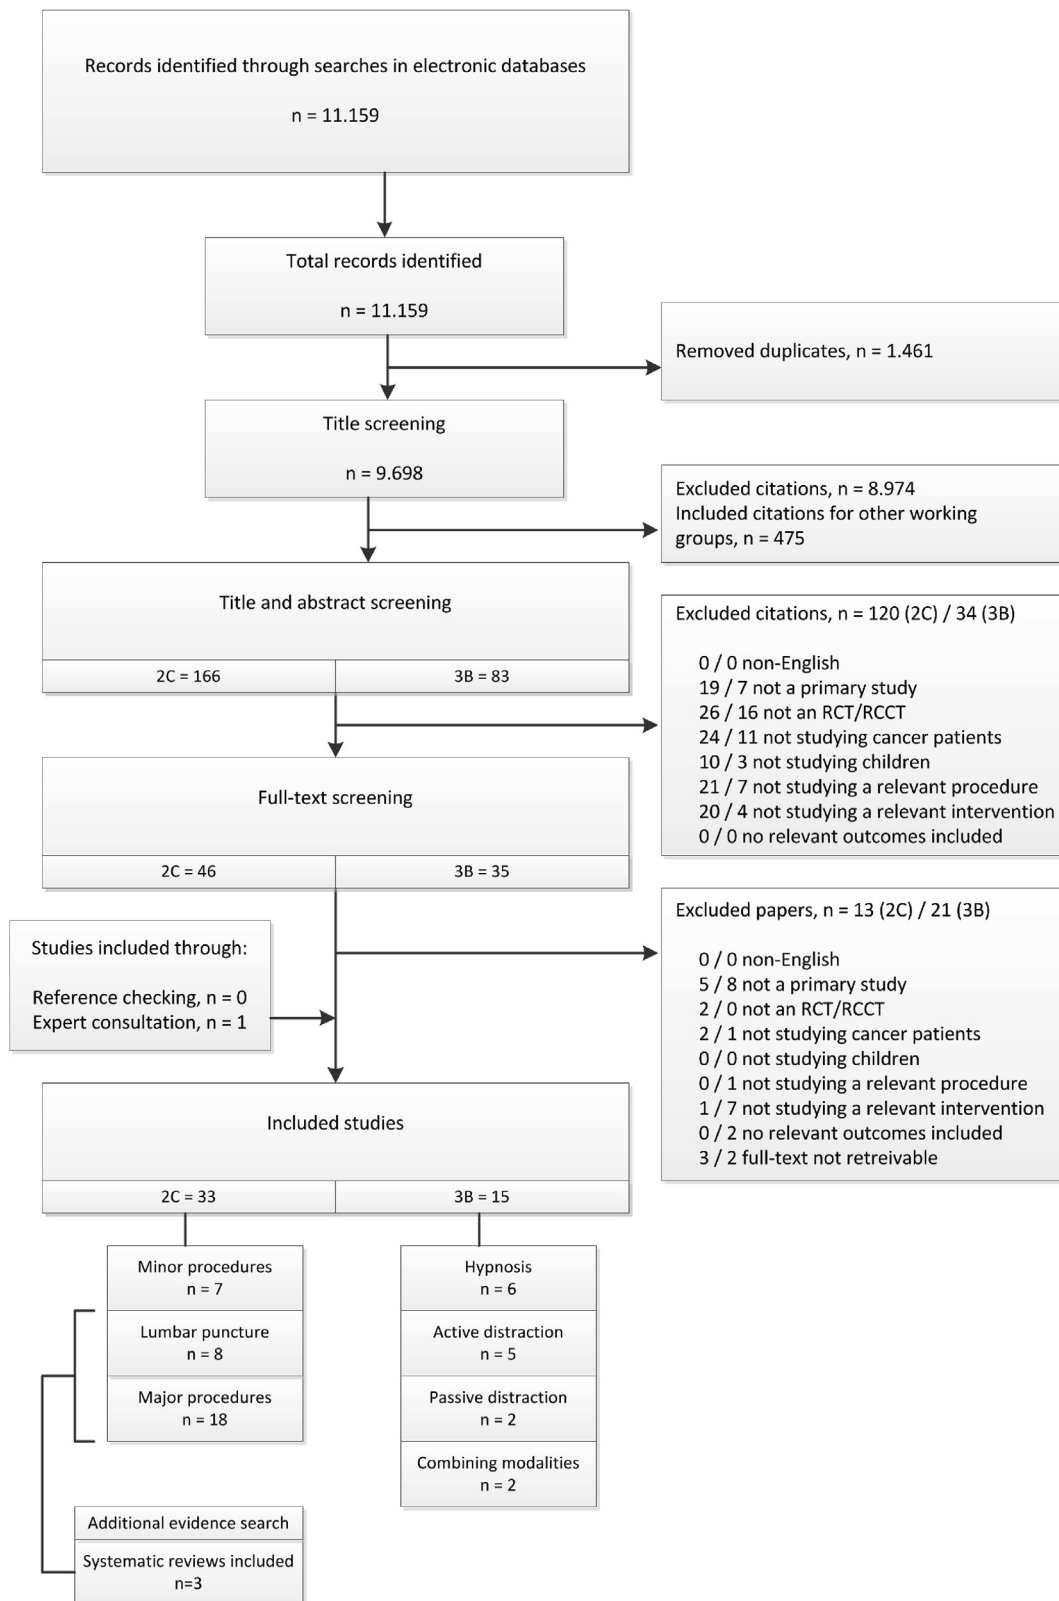 Records identified through searches in electronic databases
n = 11.159
Total records identified
n = 11.159
Removed duplicates, n = 1.461
Title screening
n = 9.698
Excluded citations, n = 8.974
Included citations for other working
groups, n = 475
Title and abstract screening
2C = 166
3B = 83
Excluded citations, n = 120 (2C) / 34 (3B)
0 / 0 non-English
19 / 7 not a primary study
26 / 16 not an RCT/RCCT
24 / 11 not studying cancer patients
10 / 3 not studying children
21 / 7 not studying a relevant procedure
20 / 4 not studying a relevant intervention
0 / 0 no relevant outcomes included
Full-text screening
2C = 46
3B = 35
Excluded papers, n = 13 (2C) / 21 (3B)
0 / 0 non-English
5 / 8 not a primary study
2 / 0 not an RCT/RCCT
2 / 1 not studying cancer patients
0 / 0 not studying children
0 / 1 not studying a relevant procedure
1 / 7 not studying a relevant intervention
0 / 2 no relevant outcomes included
3 / 2 full-text not retreivable
Studies included through:
Reference checking, n = 0
Expert consultation, n = 1
Included studies
2C = 33
3B = 15
Minor procedures
n = 7
Lumbar puncture
n = 8
Major procedures
n = 18
Hypnosis
n = 6
Active distraction
n = 5
Passive distraction
n = 2
Combining modalities
n = 2
Additional evidence search
Systematic reviews included
n=3